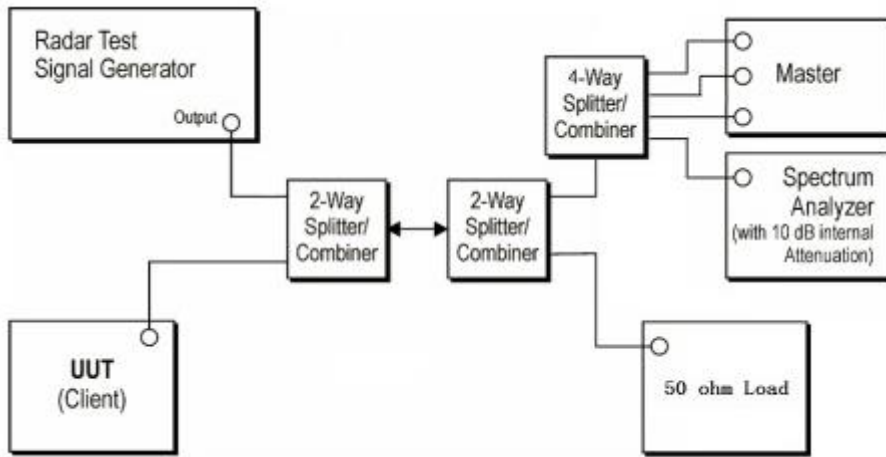 Radar Test
Signal Generator
Output
4-Way
Splitter/
Combiner
Master
2-Way
Splitter/
Combiner
2-Way
Splitter/
Combiner
Spectrum
Analyzer
(with 10 dB internal
Attenuation)
UUT
(Client)
50 ohm Load